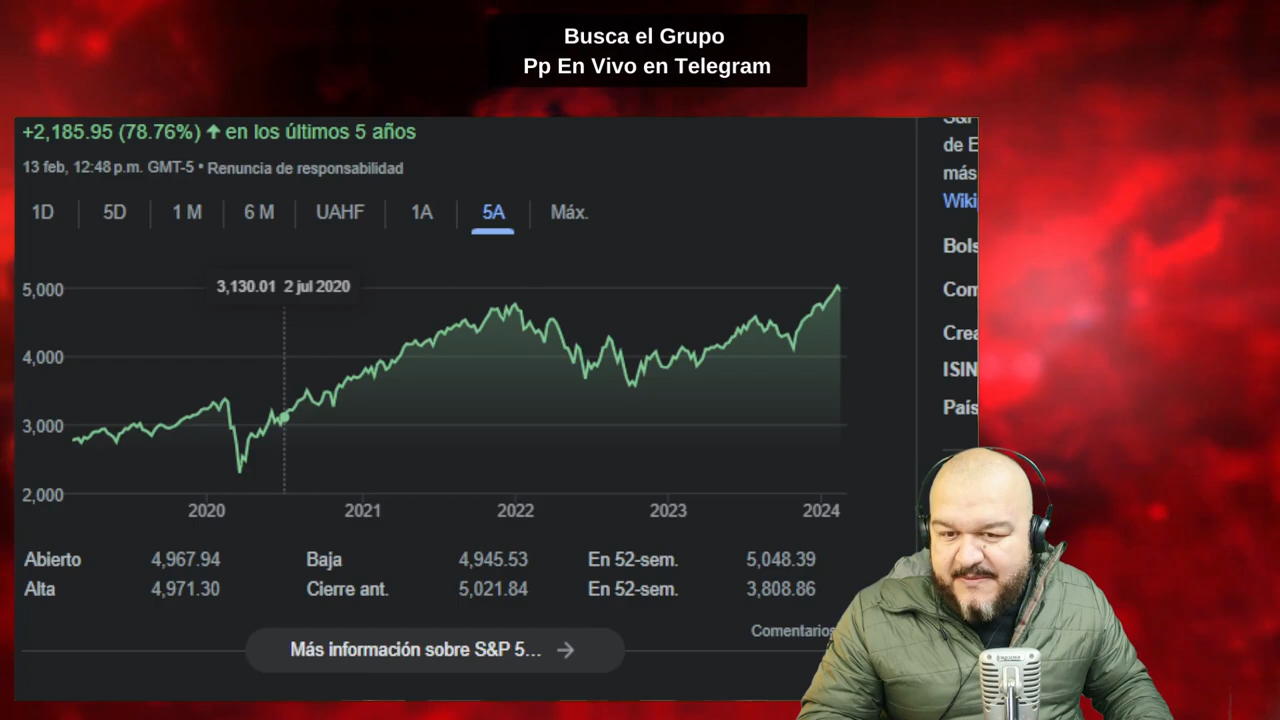 Busca el Grupo
Pp En Vivo en Telegram
+2,185.95 (78.76%) ↑ en los últimos 5 años
13 feb, 12:48 p.m. GMT-5 • Renuncia de responsabilidad
1D 5D 1 M 6 M UAHF 1A 5A Máx.
3,130.01 2 jul 2020
5,000
4,000
3,000
2,000
2020 2021 2022 2023 2024
Abierto 4,967.94 Baja 4,945.53 En 52-sem. 5,048.39
Alta 4,971.30 Cierre ant. 5,021.84 En 52-sem. 3,808.86
Comentarios
Más información sobre S&P 5... →
de E
más
Wiki
Bols
Com
Crea
ISIN
País